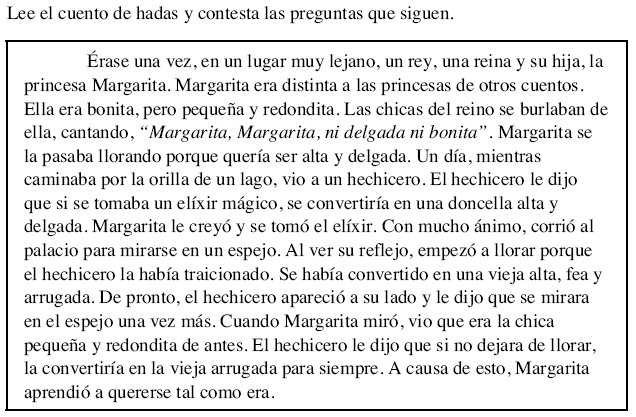 Lee el cuento de hadas y contesta las preguntas que siguen.
Érase una vez, en un lugar muy lejano, un rey, una reina y su hija, la
princesa Margarita. Margarita era distinta a las princesas de otros cuentos.
Ella era bonita, pero pequeña y redondita. Las chicas del reino se burlaban de
ella, cantando, “Margarita, Margarita, ni delgada ni bonita”. Margarita se
la pasaba llorando porque quería ser alta y delgada. Un día, mientras
caminaba por la orilla de un lago, vio a un hechicero. El hechicero le dijo
que si se tomaba un elíxir mágico, se convertiría en una doncella alta y
delgada. Margarita le creyó y se tomó el elíxir. Con mucho ánimo, corrió al
palacio para mirarse en un espejo. Al ver su reflejo, empezó a llorar porque
el hechicero la había traicionado. Se había convertido en una vieja alta, fea y
arrugada. De pronto, el hechicero apareció a su lado y le dijo que se mirara
en el espejo una vez más. Cuando Margarita miró, vio que era la chica
pequeña y redondita de antes. El hechicero le dijo que si no dejara de llorar,
la convertiría en la vieja arrugada para siempre. A causa de esto, Margarita
aprendió a quererse tal como era.